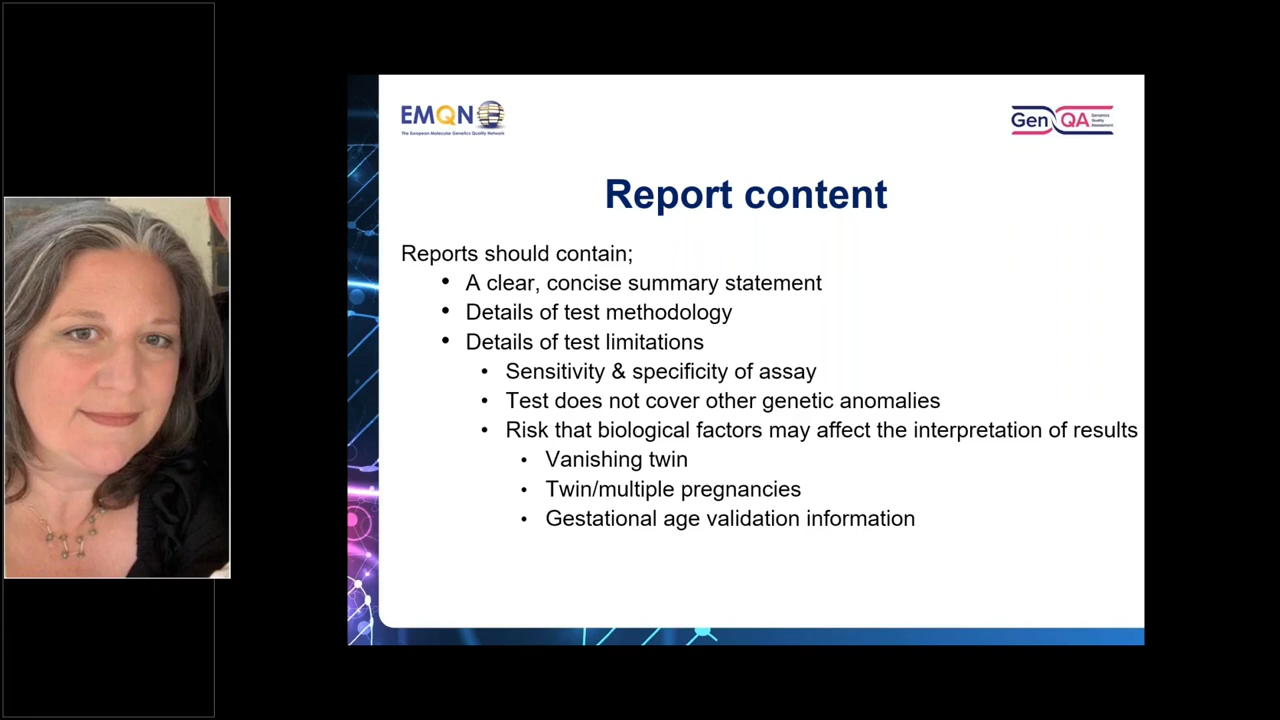 EMQN
The European Molecular Genetics Quality Network
Gen QA
Genomics
Quality
Assessment
Report content
Reports should contain;
• A clear, concise summary statement
• Details of test methodology
• Details of test limitations
• Sensitivity & specificity of assay
• Test does not cover other genetic anomalies
• Risk that biological factors may affect the interpretation of results
• Vanishing twin
• Twin/multiple pregnancies
• Gestational age validation information